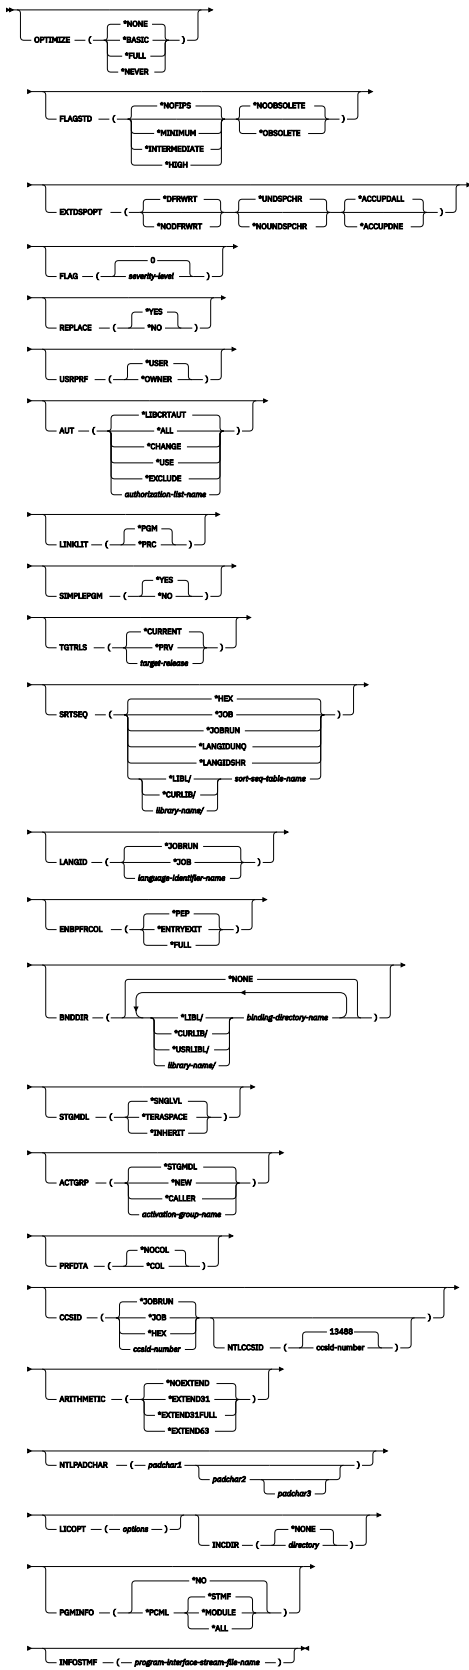 *NONE
OPTIMIZE ( *BASIC )
*FULL
*NEVER
*NOFIPS *NOOBSOLETE
FLAGSTD ( *MINIMUM *OBSOLETE )
*INTERMEDIATE
*HIGH
*DFRWRT *UNDSPCHR *ACCUPDALL
EXTDSPOPT ( *NODFRWRT *NOUNDSPCHR *ACCUPDNE )
0
FLAG ( severity-level )
*YES
REPLACE ( *NO )
*USER
USRPRF ( *OWNER )
*LIBCRTAUT
AUT ( *ALL )
*CHANGE
*USE
*EXCLUDE
authorization-list-name
*PGM
LINKLIT ( *PRC )
*YES
SIMPLEPGM ( *NO )
*CURRENT
TGTRLS ( *PRV )
target-release
*HEX
SRTSEQ ( *JOB )
*JOBRUN
*LANGIDUNQ
*LANGIDSHR
*LIBL/ sort-seq-table-name
*CURLIB/
library-name/
*JOBRUN
LANGID ( *JOB )
language-identifier-name
*PEP
ENBPFRCOL ( *ENTRYEXIT )
*FULL
*NONE
BNDDIR ( *LIBL/ binding-directory-name )
*CURLIB/
*USRLIBL/
library-name/
*SNGLVL
STGMDL ( *TERASPACE )
*INHERIT
*STGMDL
ACTGRP ( *NEW )
*CALLER
activation-group-name
*NOCOL
PRFDTA ( *COL )
*JOBRUN
CCSID ( *JOB )
*HEX 13488
ccsid-number NTLCCSID ( ccsid-number )
*NOEXTEND
ARITHMETIC ( *EXTEND31 )
*EXTEND31FULL
*EXTEND63
NTLPADCHAR ( padchar1 )
padchar2
padchar3
LICOPT ( options ) *NONE
INCDIR ( directory )
*NO
*STMF
PGMINFO ( *PCML *MODULE )
*ALL
INFOSTMF ( program-interface-stream-file-name )